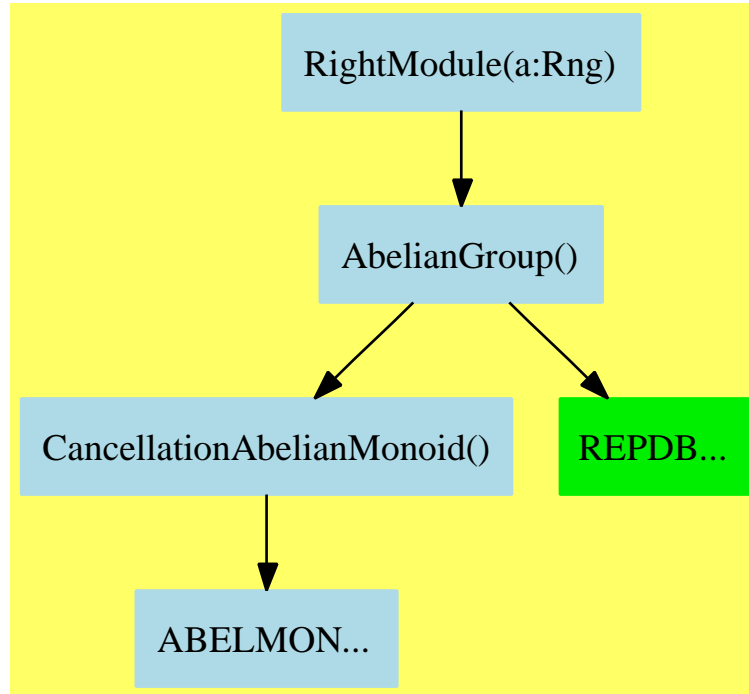 RightModule(a:Rng)
AbelianGroup()
CancellationAbelianMonoid()
REPDB...
ABELMON...